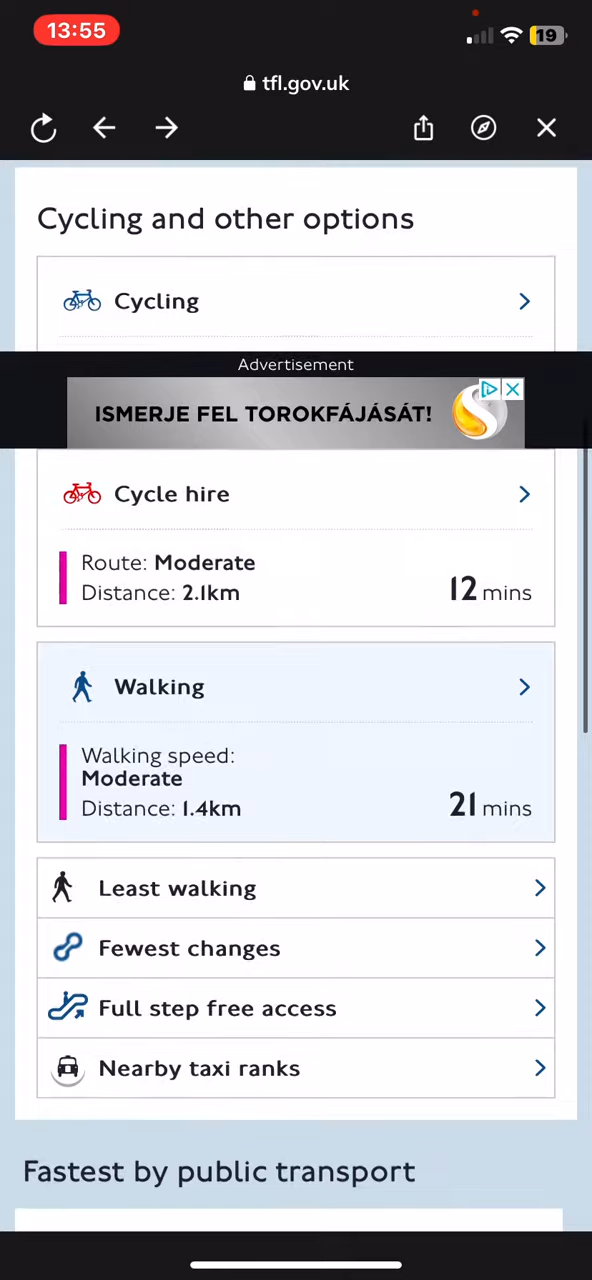 13:55
19
tfl.gov.uk
Cycling and other options
Cycling
Advertisement
ISMERJE FEL TOROKFÁJÁSÁT!
Cycle hire
Route: Moderate
Distance: 2.1km
12 mins
Walking
Walking speed:
Moderate
Distance: 1.4km
21 mins
Least walking
Fewest changes
Full step free access
Nearby taxi ranks
Fastest by public transport